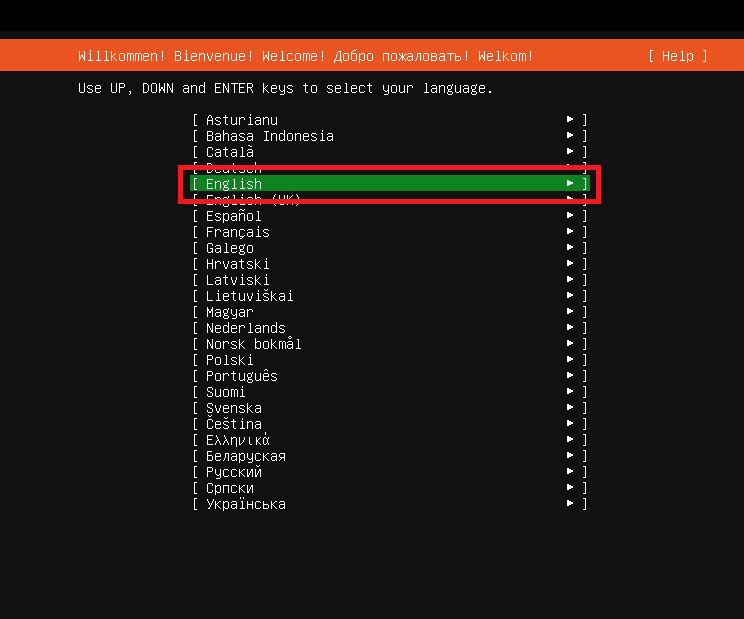 Willkommen! Bienvenue! Welcome! Добро пожаловать! Welkom! [ Help ]
Use UP, DOWN and ENTER keys to select your language.
[ Asturianu ► ]
[ Bahasa Indonesia ► ]
[ Català ► ]
[ Deutsch ► ]
[ English ► ]
[ English (UK) ► ]
[ Español ► ]
[ Français ► ]
[ Galego ► ]
[ Hrvatski ► ]
[ Latviski ► ]
[ Lietuviškai ► ]
[ Magyar ► ]
[ Nederlands ► ]
[ Norsk bokmål ► ]
[ Polski ► ]
[ Português ► ]
[ Suomi ► ]
[ Svenska ► ]
[ Čeština ► ]
[ Ελληνικά ► ]
[ Беларуская ► ]
[ Русский ► ]
[ Српски ► ]
[ Українська ► ]